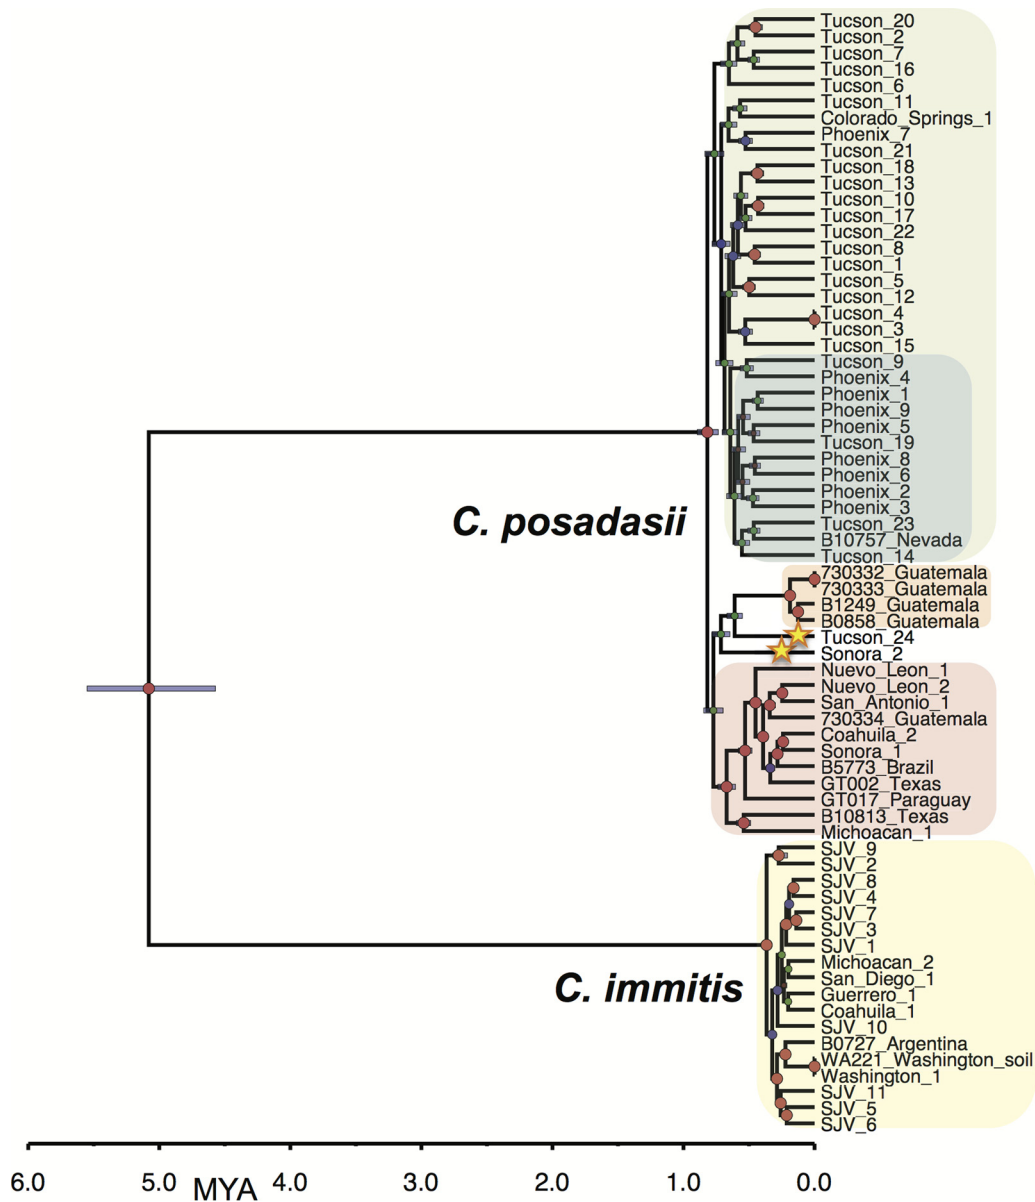 Tucson_20
Tucson_2
Tucson_7
Tucson_16
Tucson_6
Tucson_11
Colorado_Springs_1
Phoenix_7
Tucson_21
Tucson_18
Tucson_13
Tucson_10
Tucson_17
Tucson_22
Tucson_8
Tucson_1
Tucson_5
Tucson_12
Tucson_4
Tucson_3
Tucson_15
Tucson_9
Phoenix_4
Phoenix_1
Phoenix_9
Phoenix_5
Tucson_19
Phoenix_8
Phoenix_6
Phoenix_2
Phoenix_3
C. posadasii
Tucson_23
B10757_Nevada
Tucson_14
730332_Guatemala
730333_Guatemala
B1249_Guatemala
B0858_Guatemala
Tucson_24
Sonora_2
Nuevo_Leon_1
Nuevo_Leon_2
San_Antonio_1
730334_Guatemala
Coahuila_2
Sonora_1
B5773_Brazil
GT002_Texas
GT017_Paraguay
B10813_Texas
Michoacan_1
SJV_9
SJV_2
SJV_8
SJV_4
SJV_7
SJV_3
SJV_1
Michoacan_2
San_Diego_1
C. immitis
Guerrero_1
Coahuila_1
SJV_10
B0727_Argentina
WA221_Washington_soil
Washington_1
SJV_11
SJV_5
SJV_6
6.0 5.0 MYA 4.0 3.0 2.0 1.0 0.0